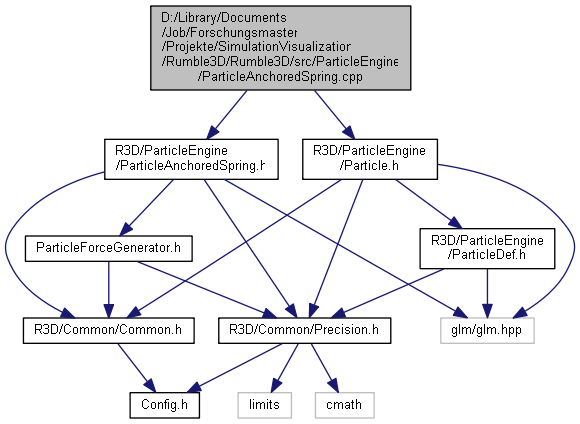 D:/Library/Documents
/Job/Forschungsmaster
/Projekte/SimulationVisualization
/Rumble3D/Rumble3D/src/ParticleEngine
/ParticleAnchoredSpring.cpp
R3D/ParticleEngine
/ParticleAnchoredSpring.h
R3D/ParticleEngine
/Particle.h
ParticleForceGenerator.h
R3D/ParticleEngine
/ParticleDef.h
R3D/Common/Common.h
R3D/Common/Precision.h
glm/glm.hpp
Config.h
limits
cmath